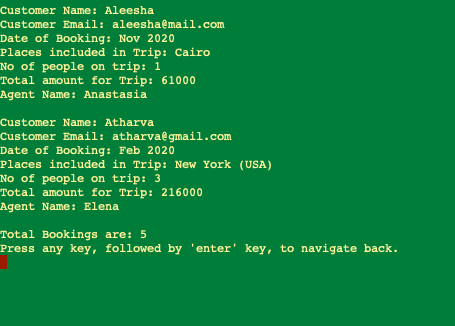 Customer Name: Aleesha
Customer Email: aleesha@mail.com
Date of Booking: Nov 2020
Places included in Trip: Cairo
No of people on trip: 1
Total amount for Trip: 61000
Agent Name: Anastasia
Customer Name: Atharva
Customer Email: atharva@gmail.com
Date of Booking: Feb 2020
Places included in Trip: New York (USA)
No of people on trip: 3
Total amount for Trip: 216000
Agent Name: Elena
Total Bookings are: 5
Press any key, followed by 'enter' key, to navigate back.